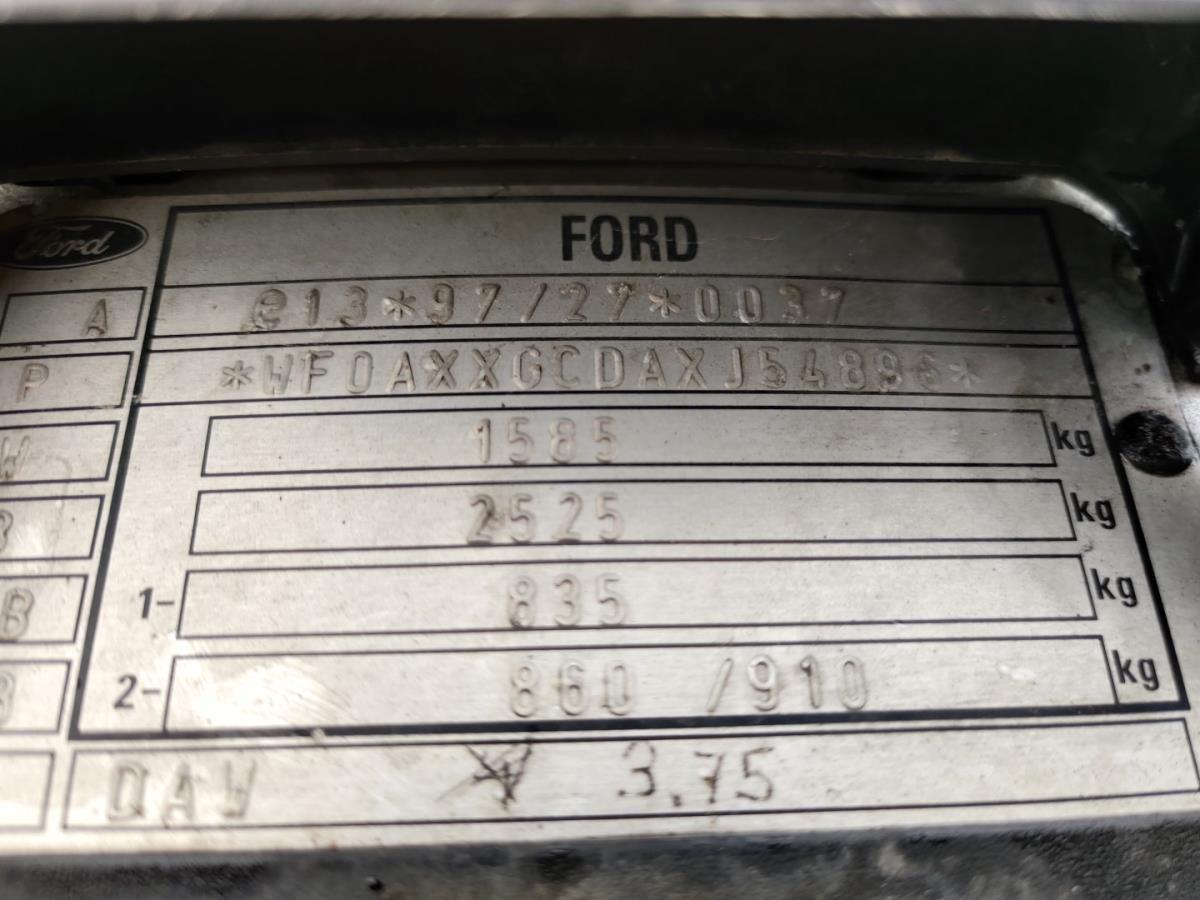 Ford
FORD
A e13*97/27*0037
P *WF0AXXGCDAXJ54896*
W 1585 kg
2525 kg
B 1- 835 kg
2- 860 /910 kg
DAW 3.75